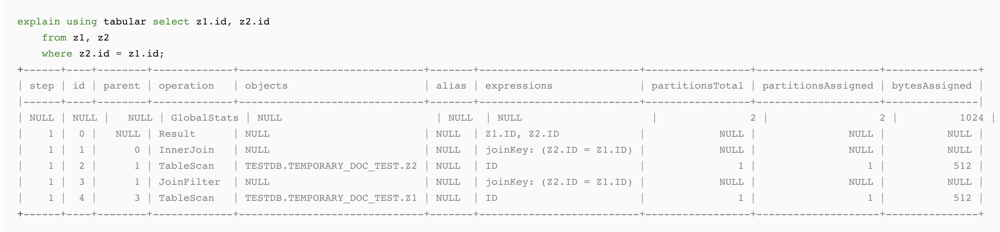 explain using tabular select z1.id, z2.id
    from z1, z2
    where z2.id = z1.id;
+------+----+--------+-------------+------------------------------+-------+--------------------------+-----------------+--------------------+---------------+
| step | id | parent | operation   | objects                      | alias | expressions              | partitionsTotal | partitionsAssigned | bytesAssigned |
|------+----+--------+-------------+------------------------------+-------+--------------------------+-----------------+--------------------+---------------|
| NULL | NULL |   NULL | GlobalStats | NULL                         | NULL  | NULL                     |               2 |                  2 |          1024 |
|    1 |  0 |   NULL | Result      | NULL                         | NULL  | Z1.ID, Z2.ID             |            NULL |               NULL |          NULL |
|    1 |  1 |      0 | InnerJoin   | NULL                         | NULL  | joinKey: (Z2.ID = Z1.ID) |            NULL |               NULL |          NULL |
|    1 |  2 |      1 | TableScan   | TESTDB.TEMPORARY_DOC_TEST.Z2 | NULL  | ID                       |               1 |                  1 |           512 |
|    1 |  3 |      1 | JoinFilter  | NULL                         | NULL  | joinKey: (Z2.ID = Z1.ID) |            NULL |               NULL |          NULL |
|    1 |  4 |      3 | TableScan   | TESTDB.TEMPORARY_DOC_TEST.Z1 | NULL  | ID                       |               1 |                  1 |           512 |
+------+----+--------+-------------+------------------------------+-------+--------------------------+-----------------+--------------------+---------------+